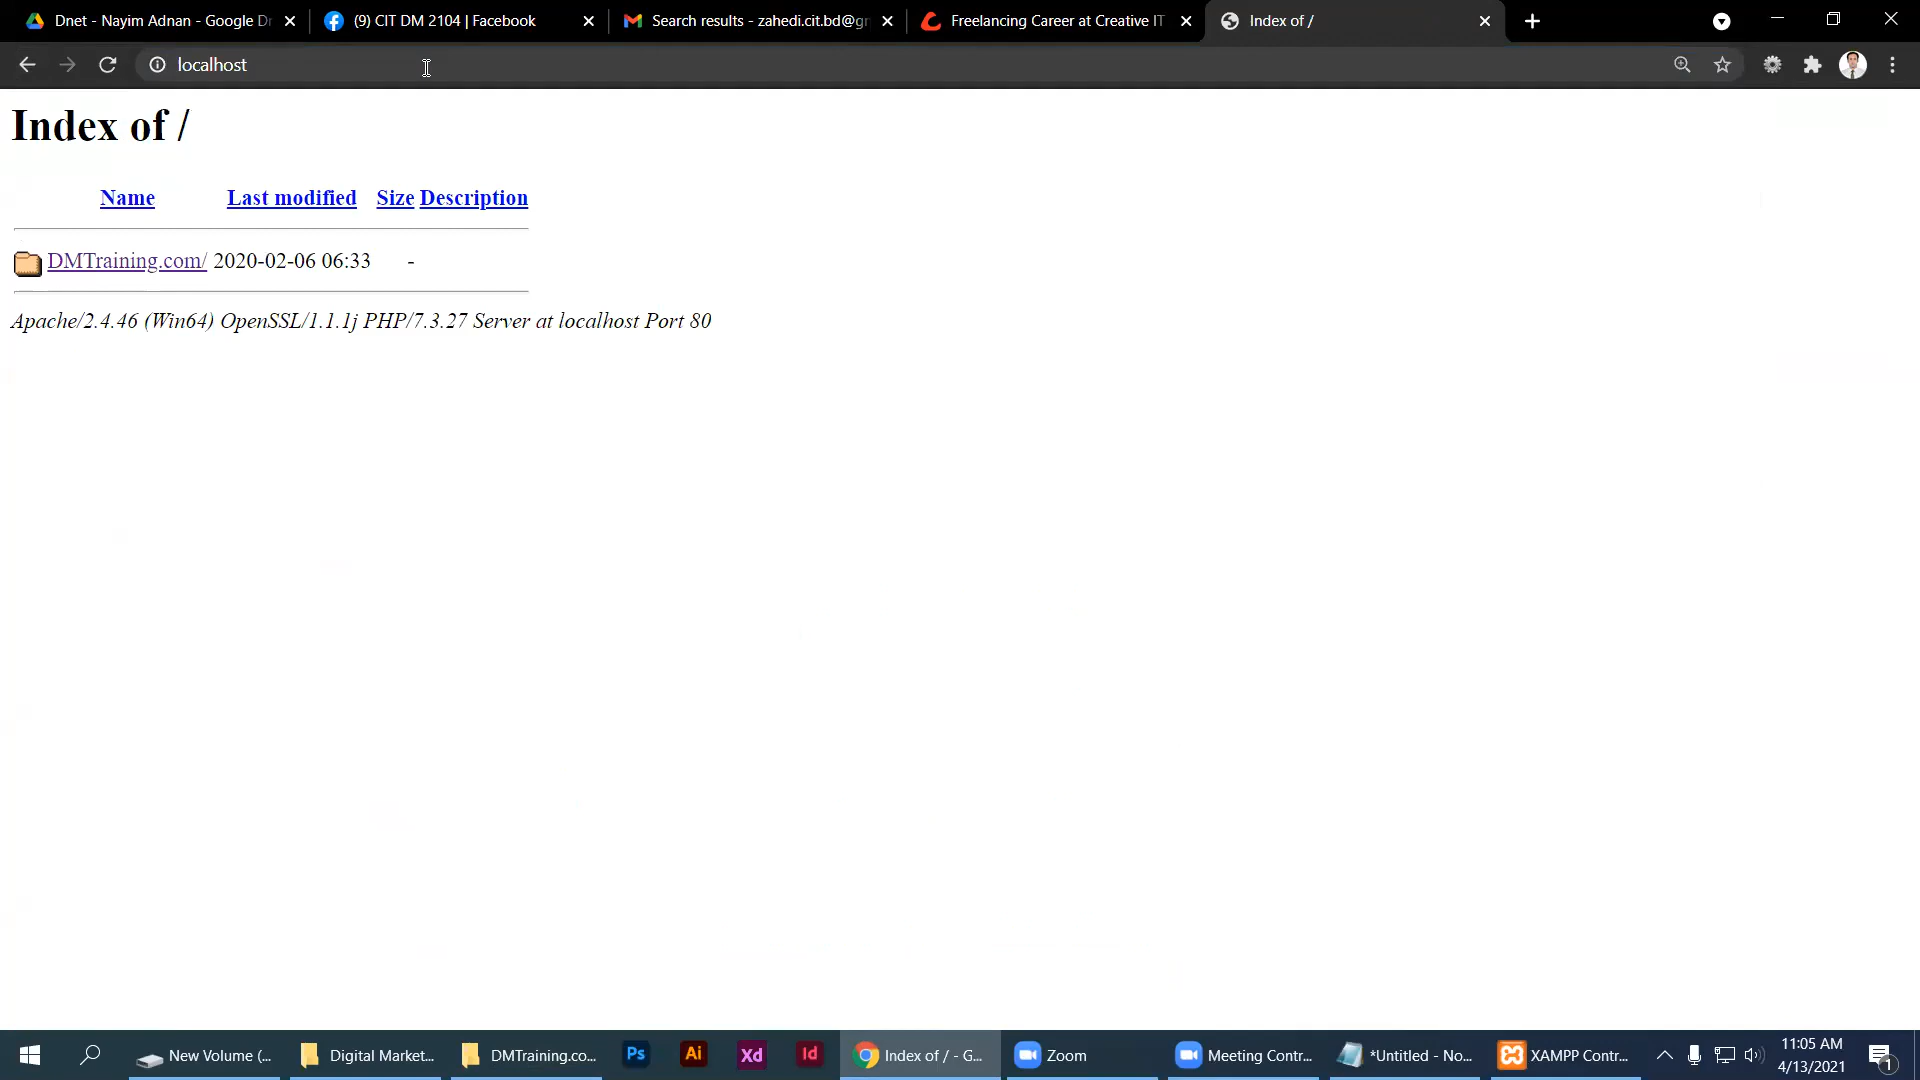 Dnet - Nayim Adnan - Google Dr
(9) CIT DM 2104 | Facebook
Search results - zahedi.cit.bd@gm
Freelancing Career at Creative IT
Index of /
localhost
Index of /
Name Last modified Size Description
DMTraining.com/ 2020-02-06 06:33 -
Apache/2.4.46 (Win64) OpenSSL/1.1.1j PHP/7.3.27 Server at localhost Port 80
New Volume (...
Digital Market...
DMTraining.co...
Ps
Ai
Xd
Id
Index of / - G...
Zoom
Meeting Contr...
*Untitled - No...
XAMPP Contr...
11:05 AM
4/13/2021
1